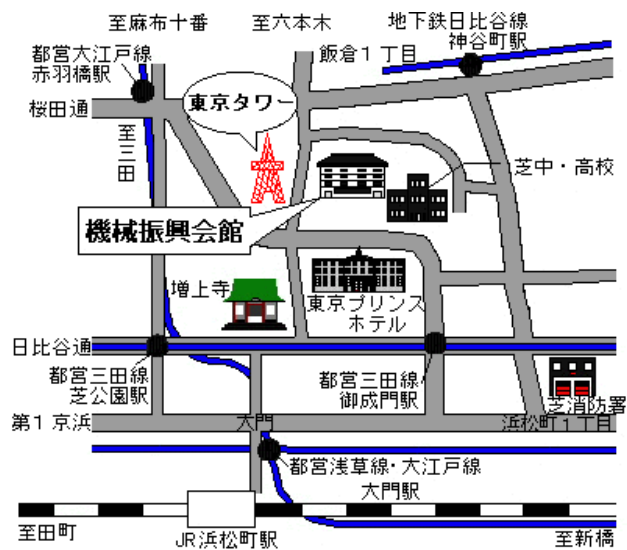 至麻布十番
至六本木
地下鉄日比谷線
神谷町駅
都営大江戸線
赤羽橋駅
飯倉1丁目
東京タワー
桜田通
至三田
芝中・高校
機械振興会館
増上寺
東京プリンス
ホテル
日比谷通
都営三田線
芝公園駅
都営三田線
御成門駅
芝消防署
第1京浜
大門
浜松町1丁目
都営浅草線・大江戸線
大門駅
至田町
JR浜松町駅
至新橋